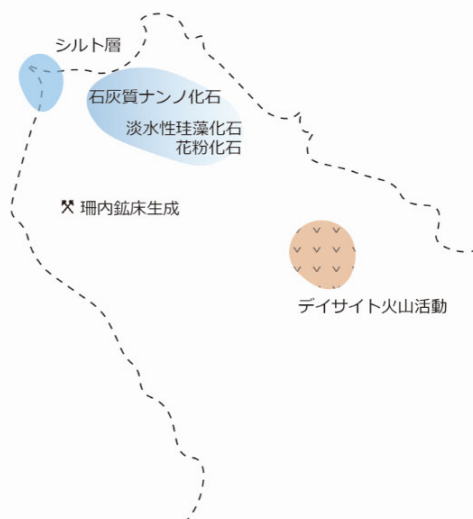 シルト層
石灰質ナンノ化石
淡水性珪藻化石
花粉化石
珊内鉱床生成
デイサイト火山活動